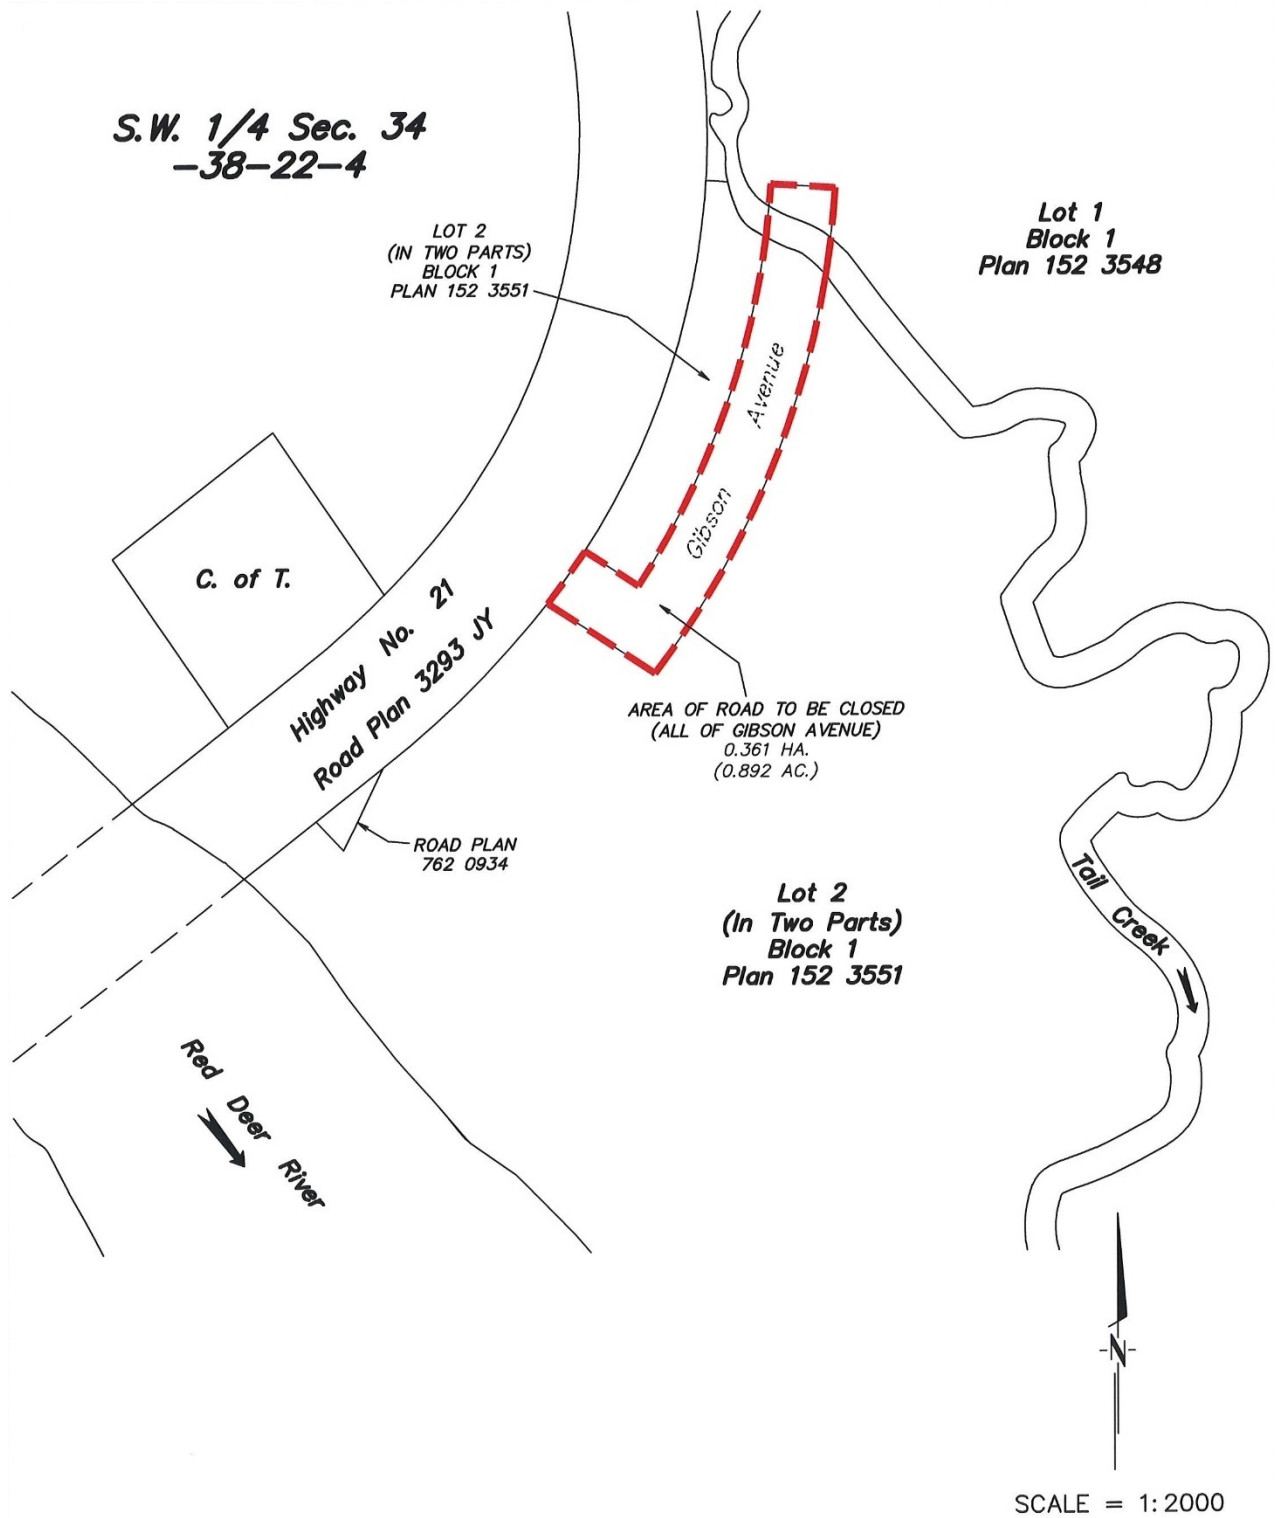 S.W. 1/4 Sec. 34
-38-22-4
LOT 2
(IN TWO PARTS)
BLOCK 1
PLAN 152 3551
Lot 1
Block 1
Plan 152 3548
Avenue
Gibson
C. of T.
Highway No. 21
Road Plan 3293 JY
AREA OF ROAD TO BE CLOSED
(ALL OF GIBSON AVENUE)
0.361 HA.
(0.892 AC.)
ROAD PLAN
762 0934
Lot 2
(In Two Parts)
Block 1
Plan 152 3551
Tail Creek
Red Deer River
N
SCALE = 1:2000